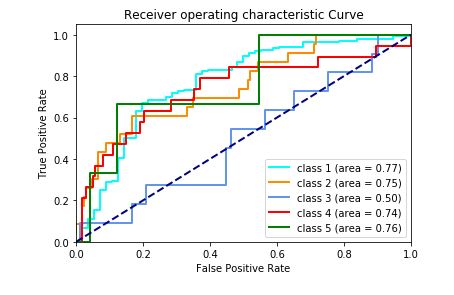 Receiver operating characteristic Curve
1.0
0.8
0.6
0.4
0.2
0.0
True Positive Rate
class 1 (area = 0.77)
class 2 (area = 0.75)
class 3 (area = 0.50)
class 4 (area = 0.74)
class 5 (area = 0.76)
0.0 0.2 0.4 0.6 0.8 1.0
False Positive Rate